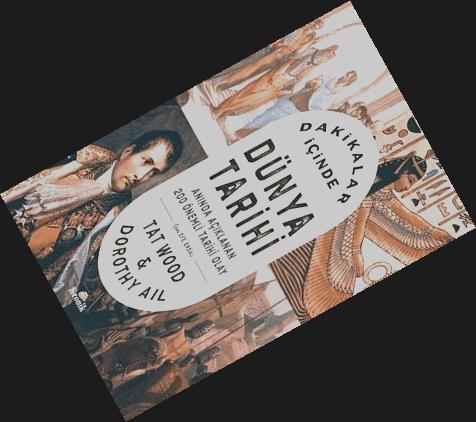 DAKİKALAR
İÇİNDE
DÜNYA
TARİHİ
ANINDA AÇIKLANAN
200 ÖNEMLİ TARİHİ OLAY
TAT WOOD
&
DOROTHY AIL